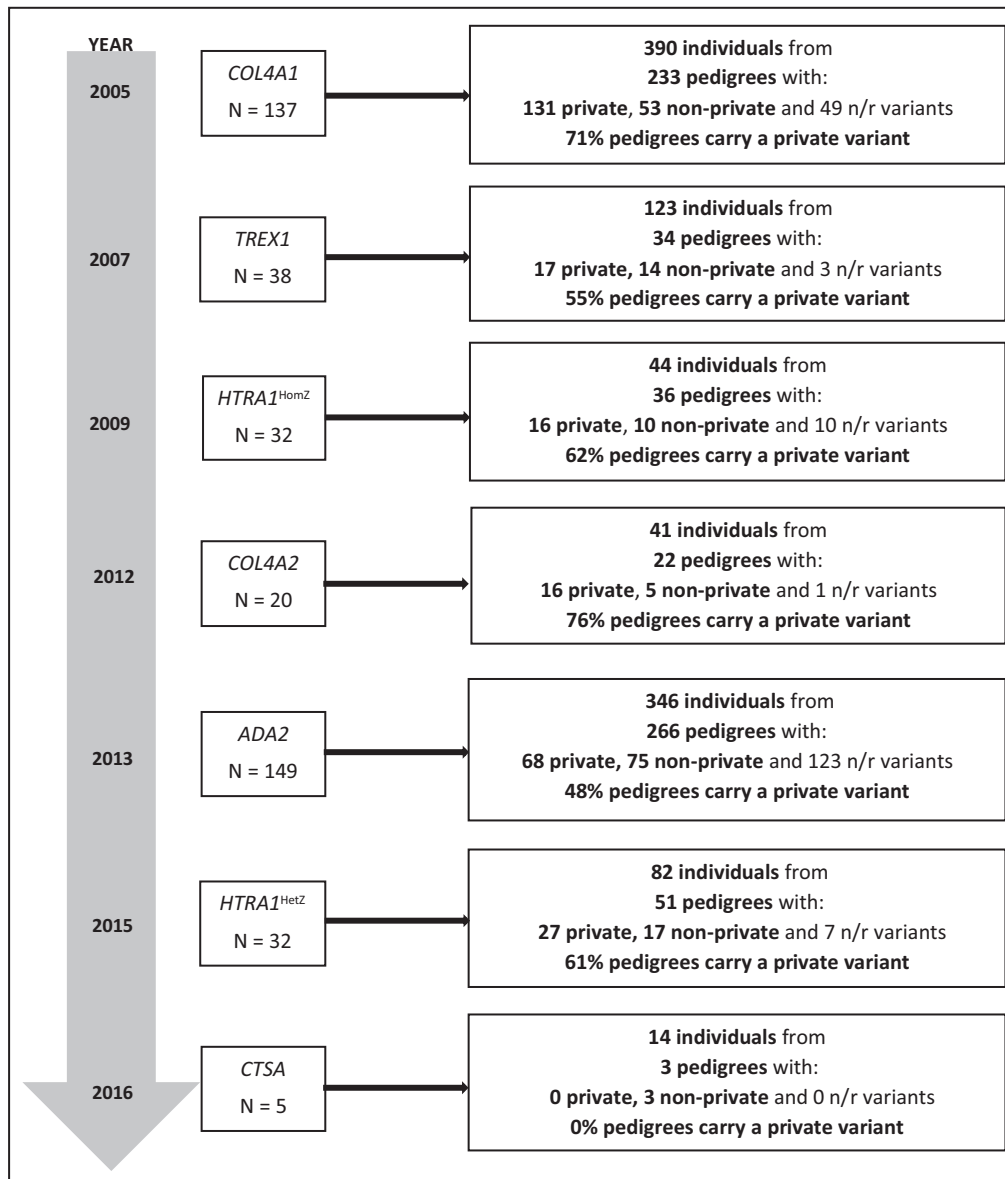 YEAR
2005
COL4A1
N = 137
390 individuals from
233 pedigrees with:
131 private, 53 non-private and 49 n/r variants
71% pedigrees carry a private variant
2007
TREX1
N = 38
123 individuals from
34 pedigrees with:
17 private, 14 non-private and 3 n/r variants
55% pedigrees carry a private variant
2009
HTRA1HomZ
N = 32
44 individuals from
36 pedigrees with:
16 private, 10 non-private and 10 n/r variants
62% pedigrees carry a private variant
2012
COL4A2
N = 20
41 individuals from
22 pedigrees with:
16 private, 5 non-private and 1 n/r variants
76% pedigrees carry a private variant
2013
ADA2
N = 149
346 individuals from
266 pedigrees with:
68 private, 75 non-private and 123 n/r variants
48% pedigrees carry a private variant
2015
HTRA1HetZ
N = 32
82 individuals from
51 pedigrees with:
27 private, 17 non-private and 7 n/r variants
61% pedigrees carry a private variant
2016
CTSA
N = 5
14 individuals from
3 pedigrees with:
0 private, 3 non-private and 0 n/r variants
0% pedigrees carry a private variant